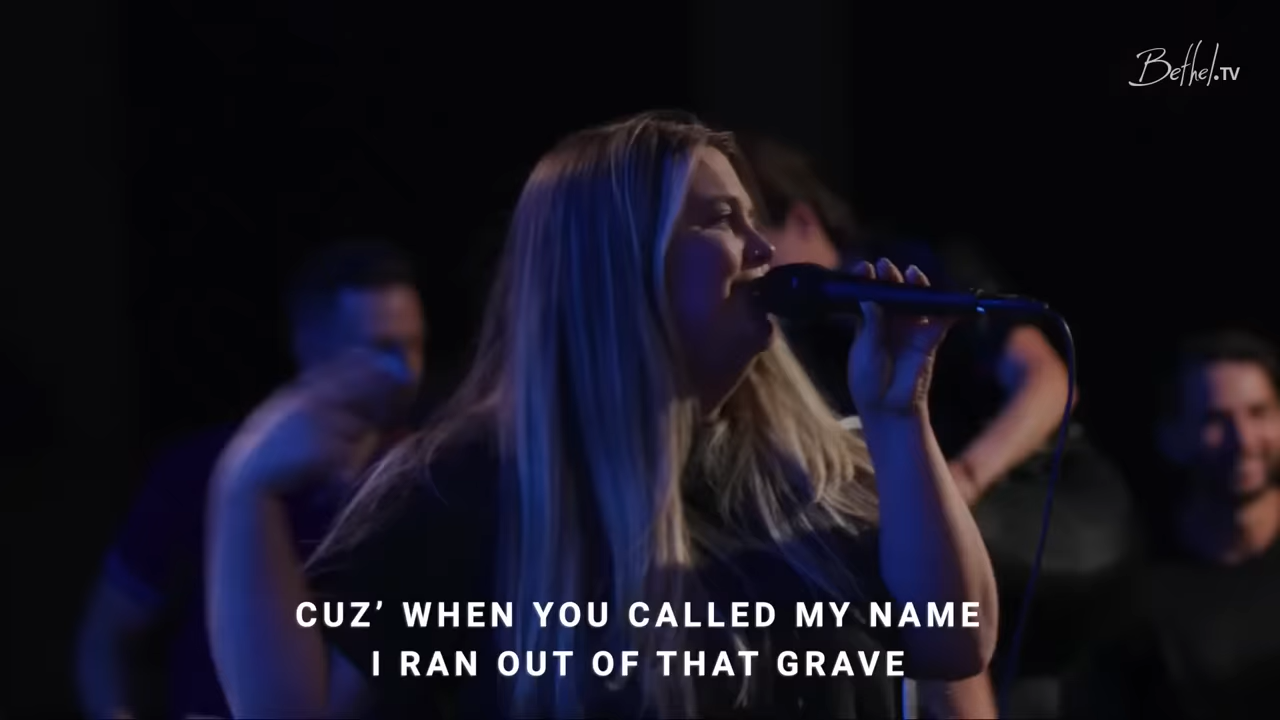 Bethel.TV
CUZ’ WHEN YOU CALLED MY NAME
I RAN OUT OF THAT GRAVE